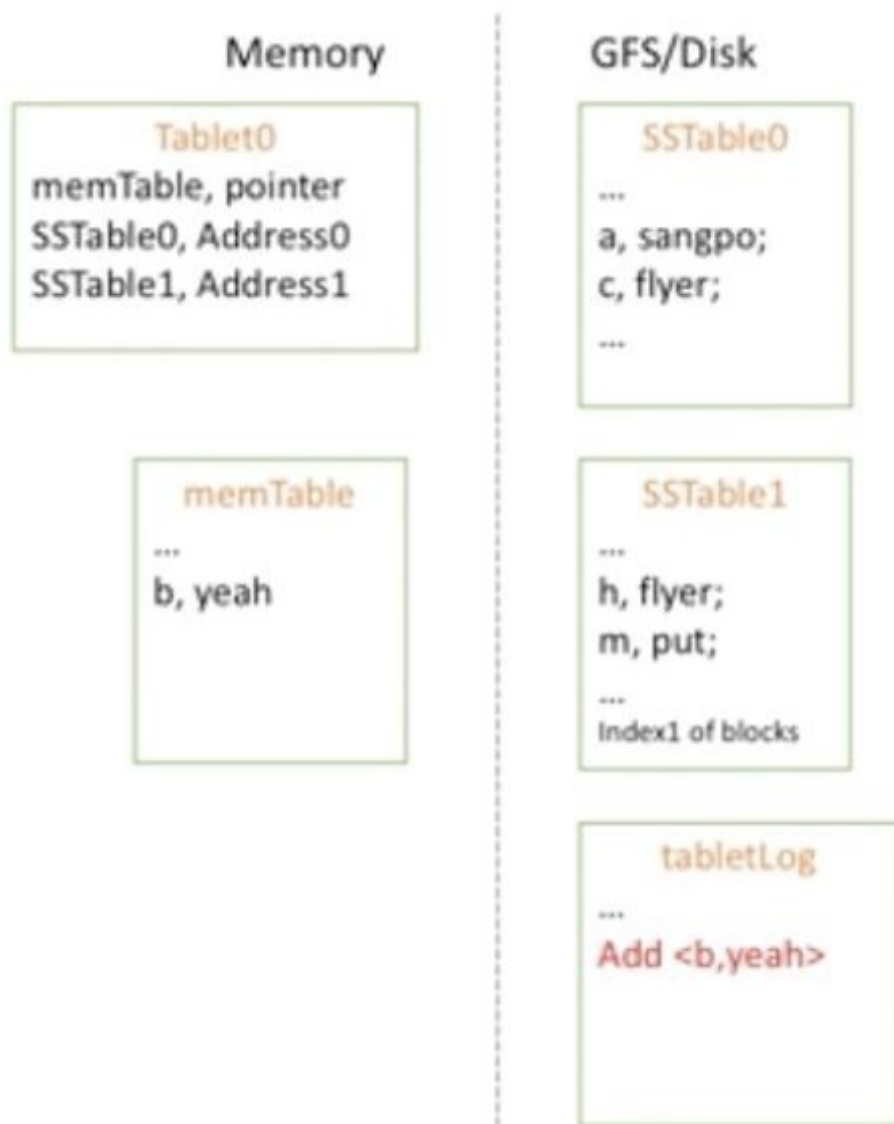 Memory
GFS/Disk
Tablet0
memTable, pointer
SSTable0, Address0
SSTable1, Address1
SSTable0
...
a, sangpo;
c, flyer;
...
memTable
...
b, yeah
SSTable1
...
h, flyer;
m, put;
...
Index1 of blocks
tabletLog
...
Add <b,yeah>